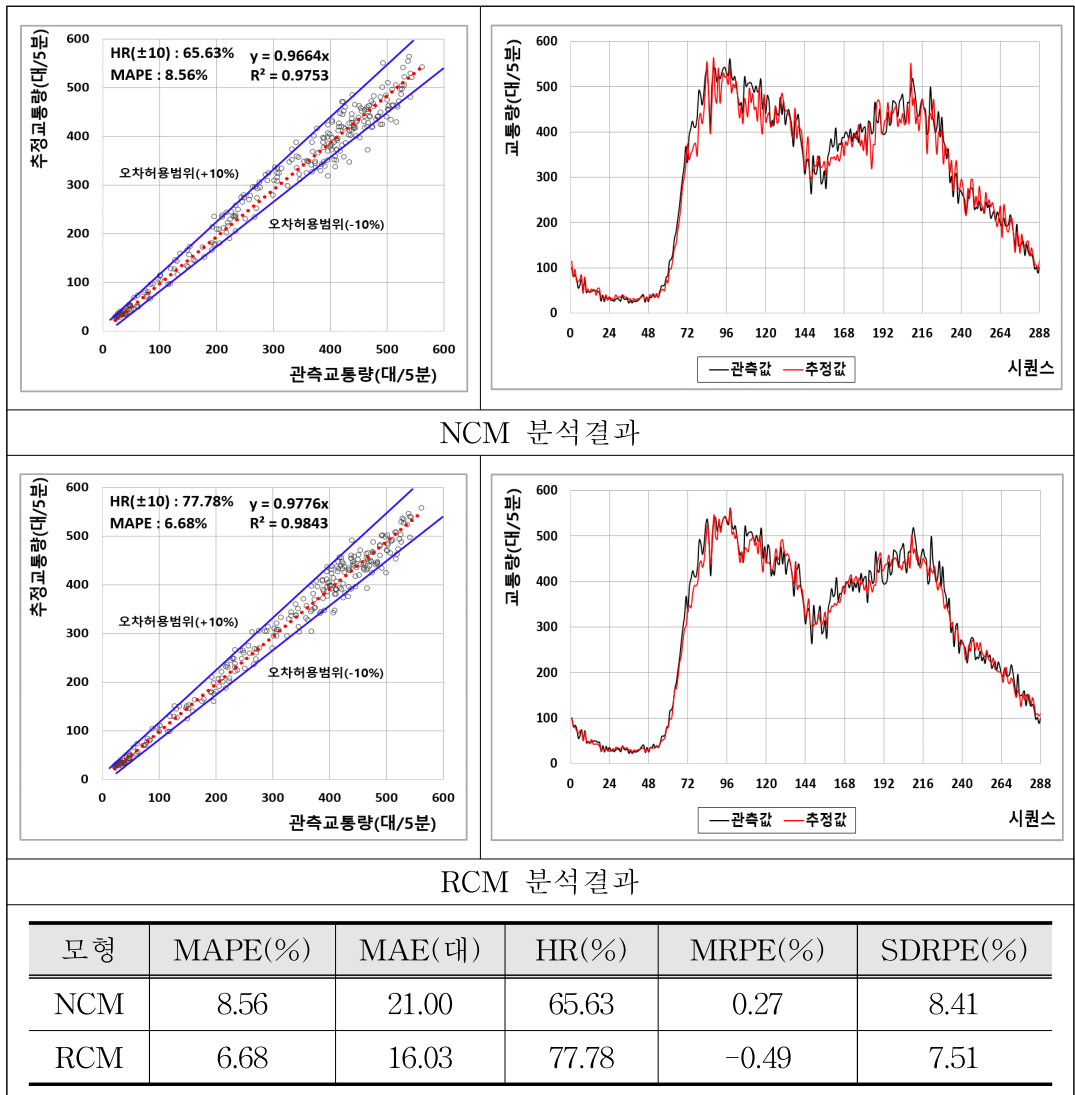 600
500
400
300
200
100
0
추정교통량(대/5분)
HR(±10) : 65.63%
MAPE : 8.56%
y = 0.9664x
R² = 0.9753
오차허용범위(+10%)
오차허용범위(-10%)
0 100 200 300 400 500 600
관측교통량(대/5분)
600
500
400
300
200
100
0
교통량(대/5분)
0 24 48 72 96 120 144 168 192 216 240 264 288
관측값 추정값
시퀀스
NCM 분석결과
600
500
400
300
200
100
0
추정교통량(대/5분)
HR(±10) : 77.78%
MAPE : 6.68%
y = 0.9776x
R² = 0.9843
오차허용범위(+10%)
오차허용범위(-10%)
0 100 200 300 400 500 600
관측교통량(대/5분)
600
500
400
300
200
100
0
교통량(대/5분)
0 24 48 72 96 120 144 168 192 216 240 264 288
관측값 추정값
시퀀스
RCM 분석결과
모형 MAPE(%) MAE(대) HR(%) MRPE(%) SDRPE(%)
NCM 8.56 21.00 65.63 0.27 8.41
RCM 6.68 16.03 77.78 -0.49 7.51